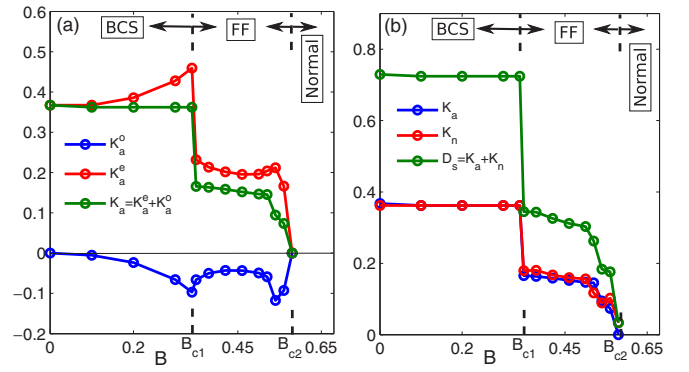 (a) BCS FF Normal
0.6
0.5
0.4
0.3
0.2
0.1
0
−0.1
−0.2
K_a^o
K_a^e
K_a=K_a^e+K_a^o
0 0.2 B_c1 0.45 B_c2 0.65
B
(b) BCS FF Normal
0.8
0.6
0.4
0.2
0
K_a
K_n
D_s=K_a+K_n
0 0.2 B_c1 0.45 B_c2 0.65
B